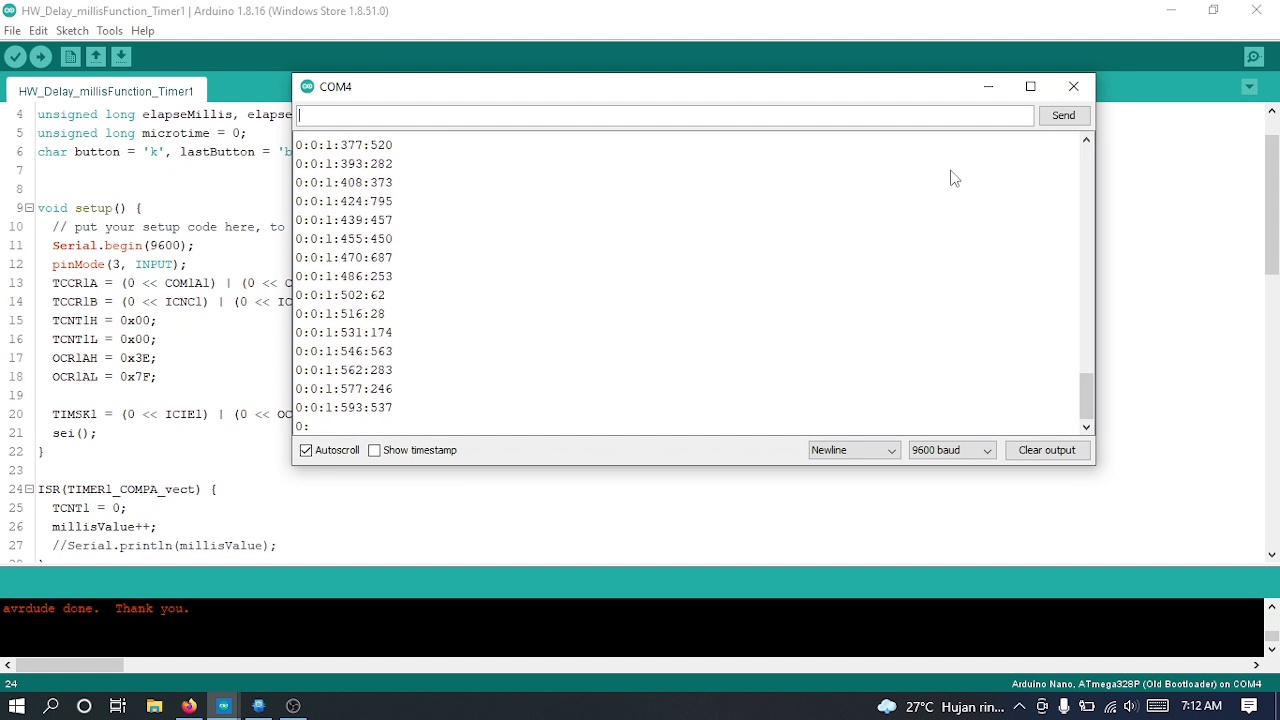 HW_Delay_millisFunction_Timer1 | Arduino 1.8.16 (Windows Store 1.8.51.0)
File Edit Sketch Tools Help
HW_Delay_millisFunction_Timer1
4 unsigned long elapseMillis, elapse
5 unsigned long microtime = 0;
6 char button = 'k', lastButton = 'b
7
8
9 void setup() {
10 // put your setup code here, to
11 Serial.begin(9600);
12 pinMode(3, INPUT);
13 TCCR1A = (0 << COM1A1) | (0 << C
14 TCCR1B = (0 << ICNC1) | (0 << IC
15 TCNT1H = 0x00;
16 TCNT1L = 0x00;
17 OCR1AH = 0x3E;
18 OCR1AL = 0x7F;
19
20 TIMSK1 = (0 << ICIE1) | (0 << OC
21 sei();
22 }
23
24 ISR(TIMER1_COMPA_vect) {
25 TCNT1 = 0;
26 millisValue++;
27 //Serial.println(millisValue);
COM4
Send
0:0:1:377:520
0:0:1:393:282
0:0:1:408:373
0:0:1:424:795
0:0:1:439:457
0:0:1:455:450
0:0:1:470:687
0:0:1:486:253
0:0:1:502:62
0:0:1:516:28
0:0:1:531:174
0:0:1:546:563
0:0:1:562:283
0:0:1:577:246
0:0:1:593:537
0:
Autoscroll Show timestamp Newline 9600 baud Clear output
avrdude done. Thank you.
24 Arduino Nano, ATmega328P (Old Bootloader) on COM4
27°C Hujan rin... 7:12 AM